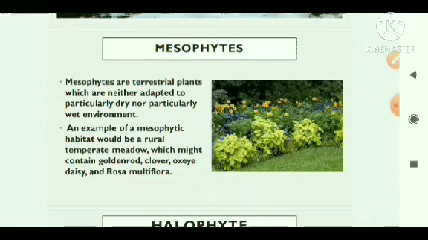 KINEMASTER
MESOPHYTES
Mesophytes are terrestrial plants
which are neither adapted to
particularly dry nor particularly
wet environment.
An example of a mesophytic
habitat would be a rural
temperate meadow, which might
contain goldenrod, clover, oxeye
daisy, and Rosa multiflora.
HALOPHYTE